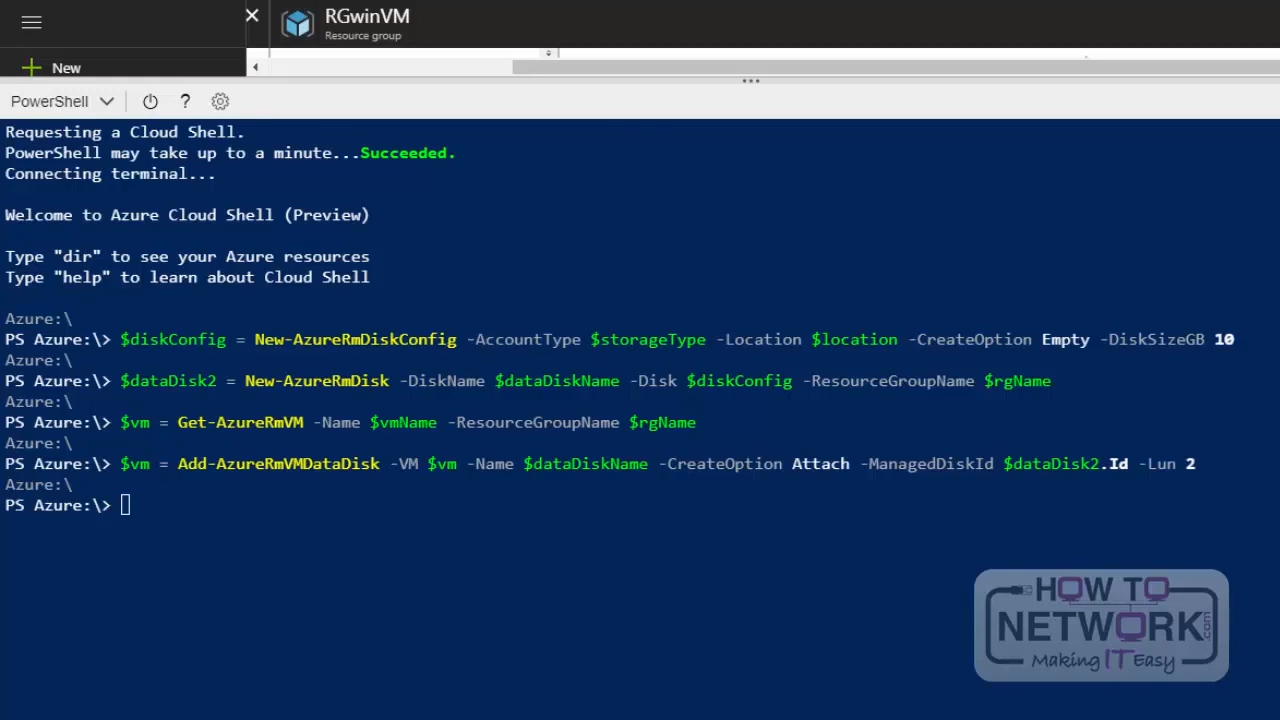 RGwinVM
Resource group
New
PowerShell
?
Requesting a Cloud Shell.
PowerShell may take up to a minute...Succeeded.
Connecting terminal...
Welcome to Azure Cloud Shell (Preview)
Type "dir" to see your Azure resources
Type "help" to learn about Cloud Shell
Azure:\
PS Azure:\> $diskConfig = New-AzureRmDiskConfig -AccountType $storageType -Location $location -CreateOption Empty -DiskSizeGB 10
Azure:\
PS Azure:\> $dataDisk2 = New-AzureRmDisk -DiskName $dataDiskName -Disk $diskConfig -ResourceGroupName $rgName
Azure:\
PS Azure:\> $vm = Get-AzureRmVM -Name $vmName -ResourceGroupName $rgName
Azure:\
PS Azure:\> $vm = Add-AzureRmVMDataDisk -VM $vm -Name $dataDiskName -CreateOption Attach -ManagedDiskId $dataDisk2.Id -Lun 2
Azure:\
PS Azure:\>
HOW TO
NETWORK.com
Making IT Easy